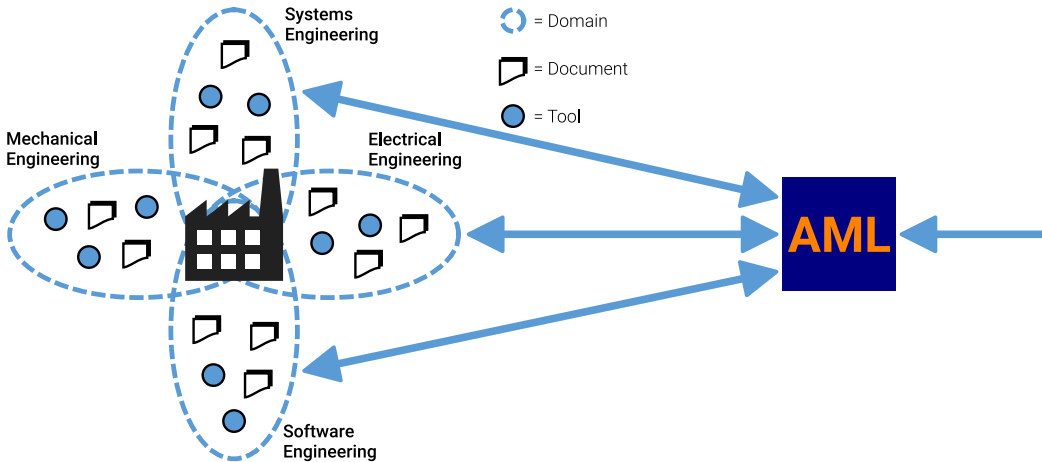 Systems
Engineering
= Domain
= Document
= Tool
Mechanical
Engineering
Electrical
Engineering
AML
Software
Engineering